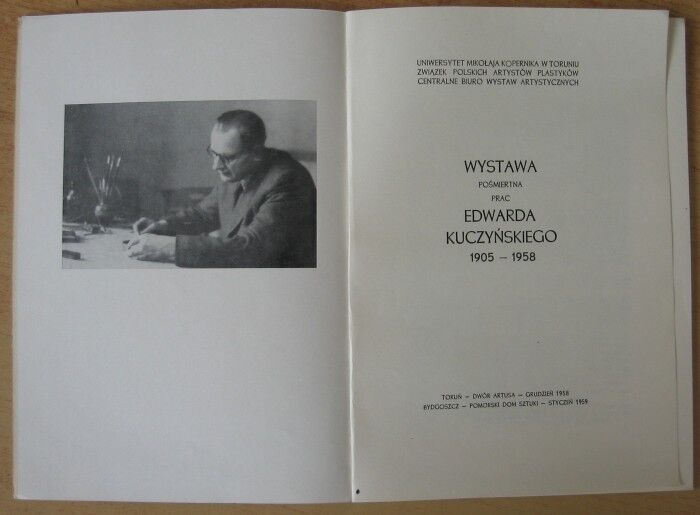 UNIWERSYTET MIKOŁAJA KOPERNIKA W TORUNIU
ZWIĄZEK POLSKICH ARTYSTÓW PLASTYKÓW
CENTRALNE BIURO WYSTAW ARTYSTYCZNYCH
WYSTAWA
POŚMIERTNA
PRAC
EDWARDA
KUCZYŃSKIEGO
1905 – 1958
TORUŃ – DWÓR ARTUSA – GRUDZIEŃ 1958
BYDGOSZCZ – POMORSKI DOM SZTUKI – STYCZEŃ 1959